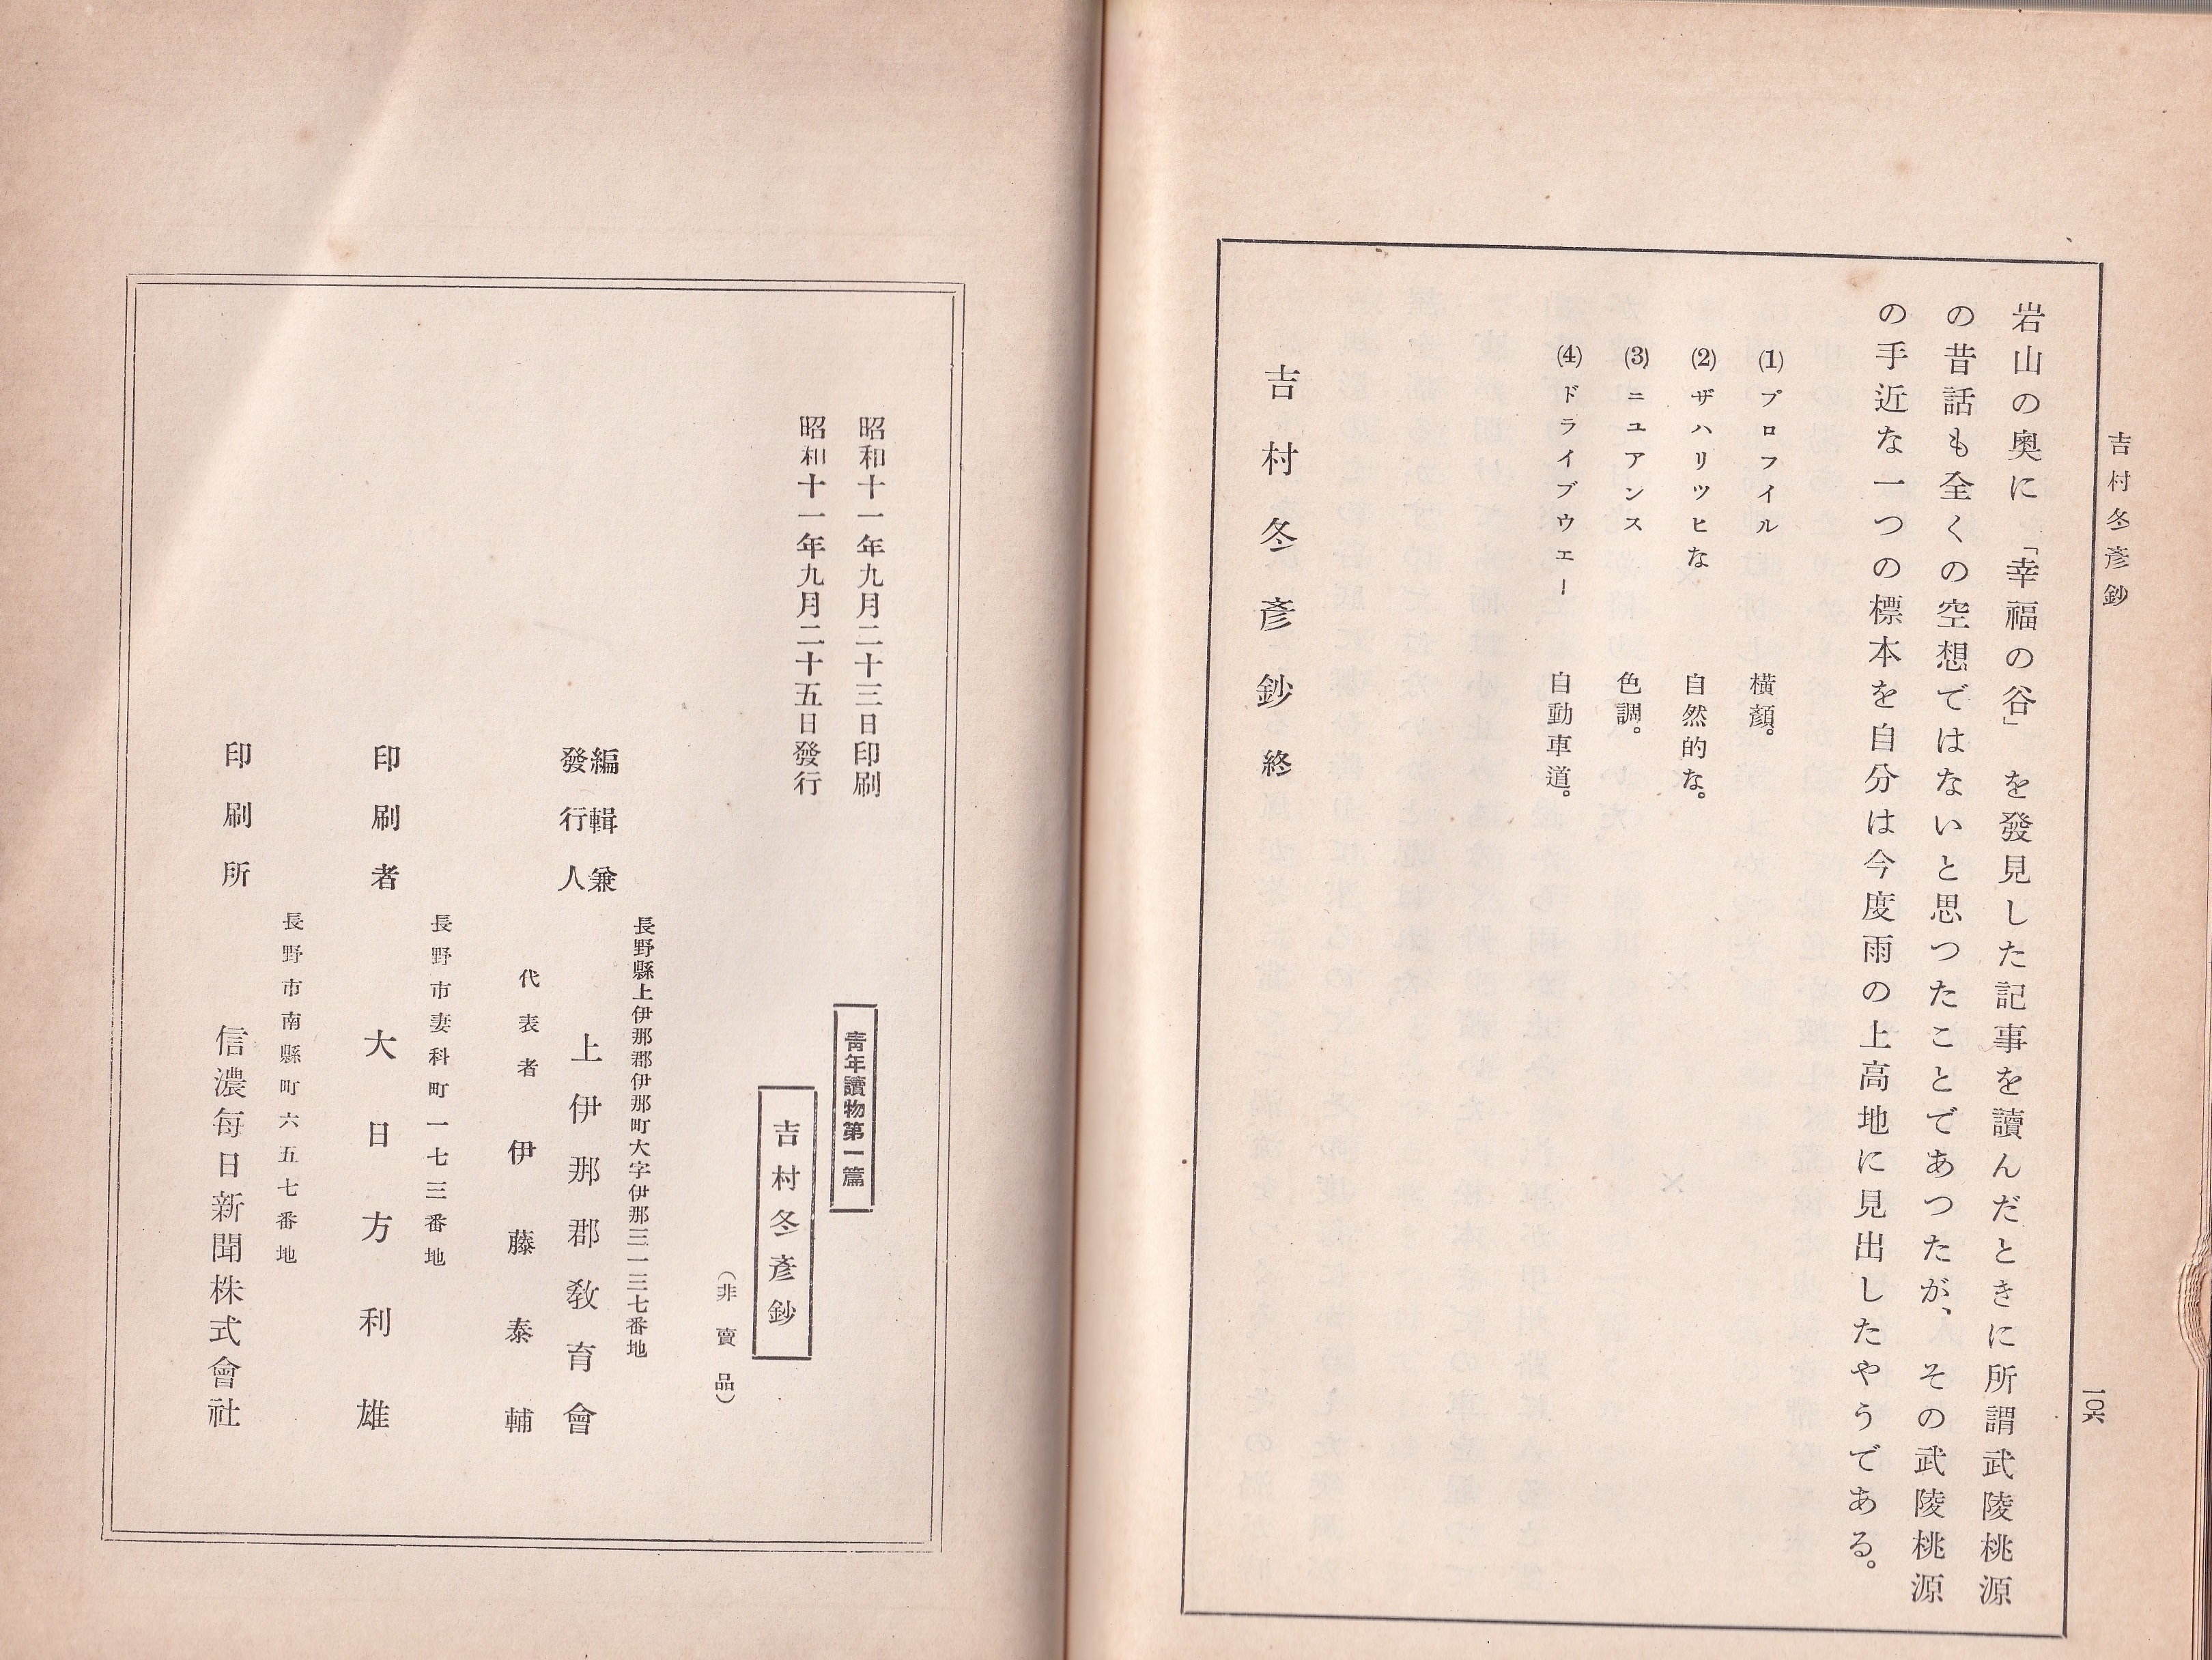 吉村冬彦鈔
一〇六
岩山の奥に「幸福の谷」を發見した記事を讀んだときに所謂武陵桃源
の昔話も全くの空想ではないと思つたことであつたが、その武陵桃源
の手近な一つの標本を自分は今度雨の上高地に見出したやうである。
(1) プロフイル 横顏。
(2) ザハリツヒな 自然的な。
(3) ニユアンス 色調。
(4) ドライブウエー 自動車道。
吉村冬彦鈔 終
昭和十一年九月二十三日印刷
昭和十一年九月二十五日發行
靑年讀物第一篇
吉村冬彦鈔
(非賣品)
長野縣上伊那郡伊那町大字伊那三一三七番地
編輯兼
發行人 上伊那郡敎育會
代表者 伊藤泰輔
長野市妻科町一七三番地
印刷者 大日方利雄
長野市南縣町六五七番地
印刷所 信濃每日新聞株式會社